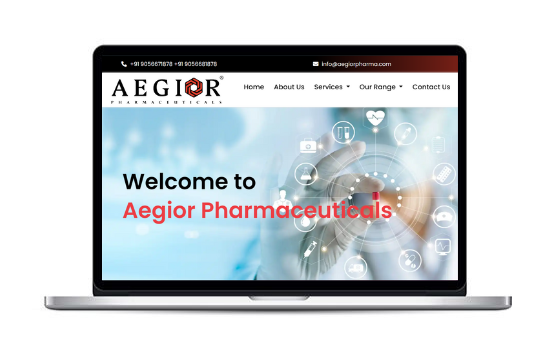 +91 9056671878 +91 9056681878 info@aegiorpharma.com
AEGIOR®
PHARMACEUTICALS
Home About Us Services Our Range Contact Us
Welcome to
Aegior Pharmaceuticals